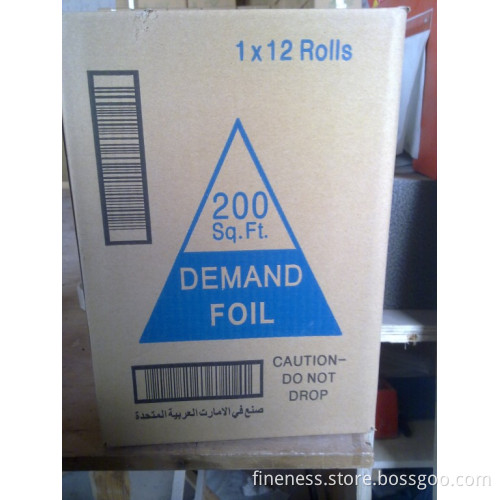 1 x 12 Rolls
200
Sq.Ft.
DEMAND
FOIL
CAUTION-
DO NOT
DROP
صنع في الامارت العربية المتحدة
fineness.store.bossgoo.com